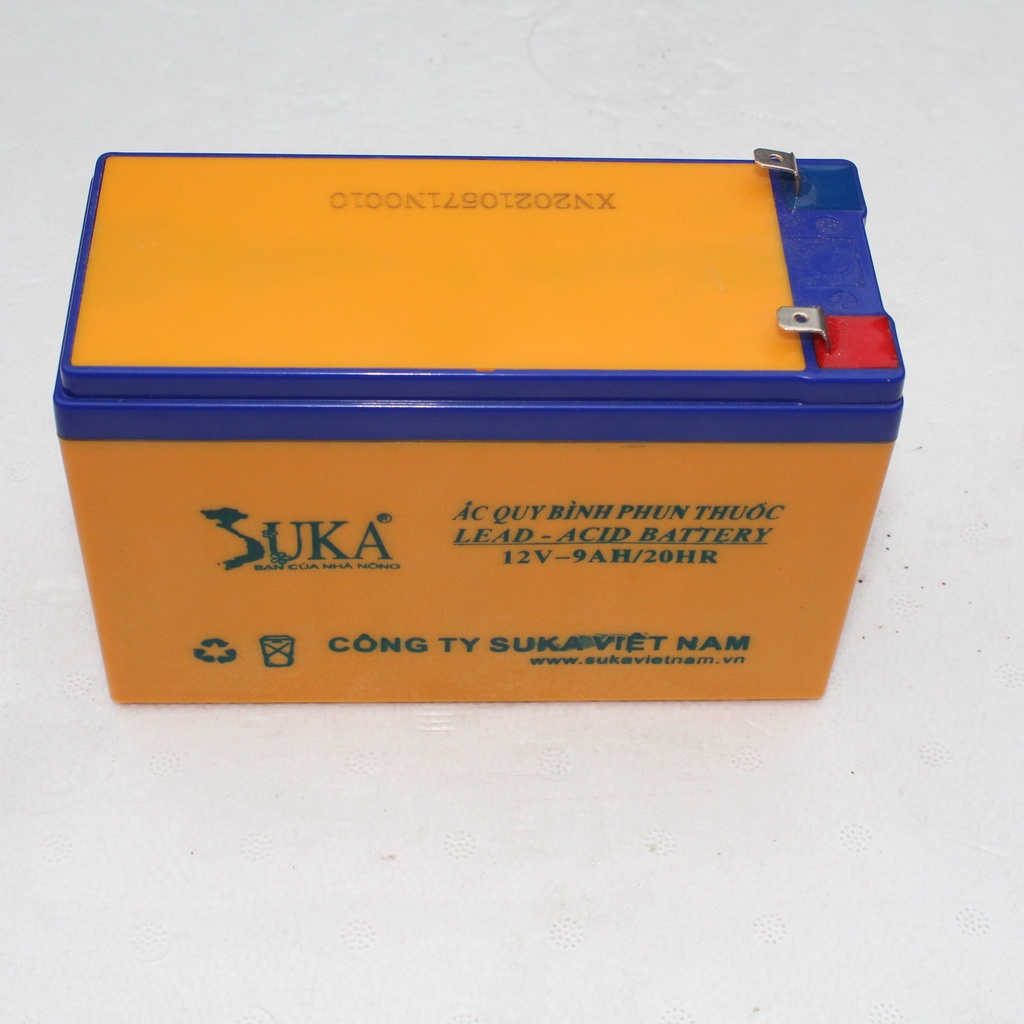 XN20210571N0010
SUKA®
BẠN CỦA NHÀ NÔNG
ẮC QUY BÌNH PHUN THUỐC
LEAD - ACID BATTERY
12V-9AH/20HR
CÔNG TY SUKA VIỆT NAM
www.sukavietnam.vn